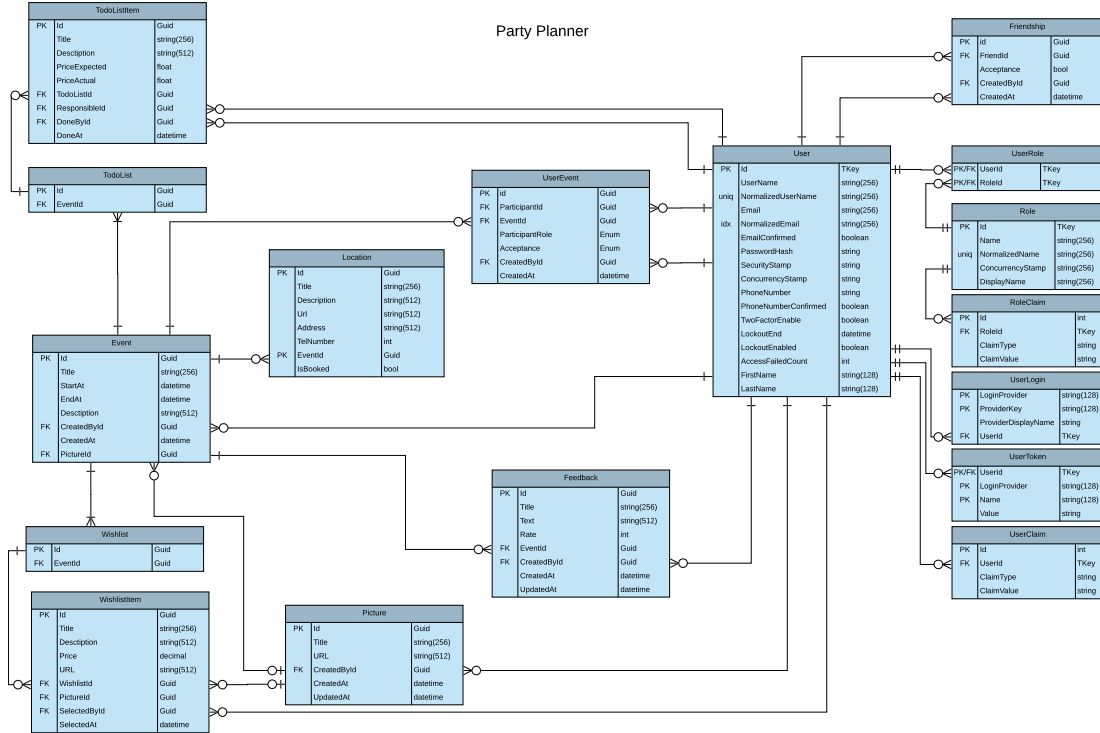 Party Planner
TodoListItem
PK Id Guid
Title string(256)
Desctiption string(512)
PriceExpected float
PriceActual float
FK TodoListId Guid
FK ResponsibleId Guid
FK DoneById Guid
DoneAt datetime
TodoList
PK Id Guid
FK EventId Guid
UserEvent
PK id Guid
FK ParticipantId Guid
FK EventId Guid
ParticipantRole Enum
Acceptance Enum
FK CreatedById Guid
CreatedAt datetime
Location
PK Id Guid
Title string(256)
Description string(512)
Url string(512)
Address string(512)
TelNumber int
PK EventId Guid
IsBooked bool
Event
PK Id Guid
Title string(256)
StartAt datetime
EndAt datetime
Desctiption string(512)
FK CreatedById Guid
CreatedAt datetime
FK PictureId Guid
Wishlist
PK Id Guid
FK EventId Guid
WishlistItem
PK Id Guid
Title string(256)
Desctiption string(512)
Price decimal
URL string(512)
FK WishlistId Guid
FK PictureId Guid
FK SelectedById Guid
SelectedAt datetime
Picture
PK Id Guid
Title string(256)
URL string(512)
FK CreatedById Guid
CreatedAt datetime
UpdatedAt datetime
Feedback
PK Id Guid
Title string(256)
Text string(512)
Rate int
FK EventId Guid
FK CreatedById Guid
CreatedAt datetime
UpdatedAt datetime
User
PK Id TKey
UserName string(256)
uniq NormalizedUserName string(256)
Email string(256)
idx NormalizedEmail string(256)
EmailConfirmed boolean
PasswordHash string
SecurityStamp string
ConcurrencyStamp string
PhoneNumber string
PhoneNumberConfirmed boolean
TwoFactorEnable boolean
LockoutEnd datetime
LockoutEnabled boolean
AccessFailedCount int
FirstName string(128)
LastName string(128)
Friendship
PK id Guid
FK FriendId Guid
Acceptance bool
FK CreatedById Guid
CreatedAt datetime
UserRole
PK/FK UserId TKey
PK/FK RoleId TKey
Role
PK Id TKey
Name string(256)
uniq NormalizedName string(256)
ConcurrencyStamp string(256)
DisplayName string(256)
RoleClaim
PK Id int
FK RoleId TKey
ClaimType string
ClaimValue string
UserLogin
PK LoginProvider string(128)
PK ProviderKey string(128)
ProviderDisplayName string
FK UserId TKey
UserToken
PK/FK UserId TKey
PK LoginProvider string(128)
PK Name string(128)
Value string
UserClaim
PK Id int
FK UserId TKey
ClaimType string
ClaimValue string